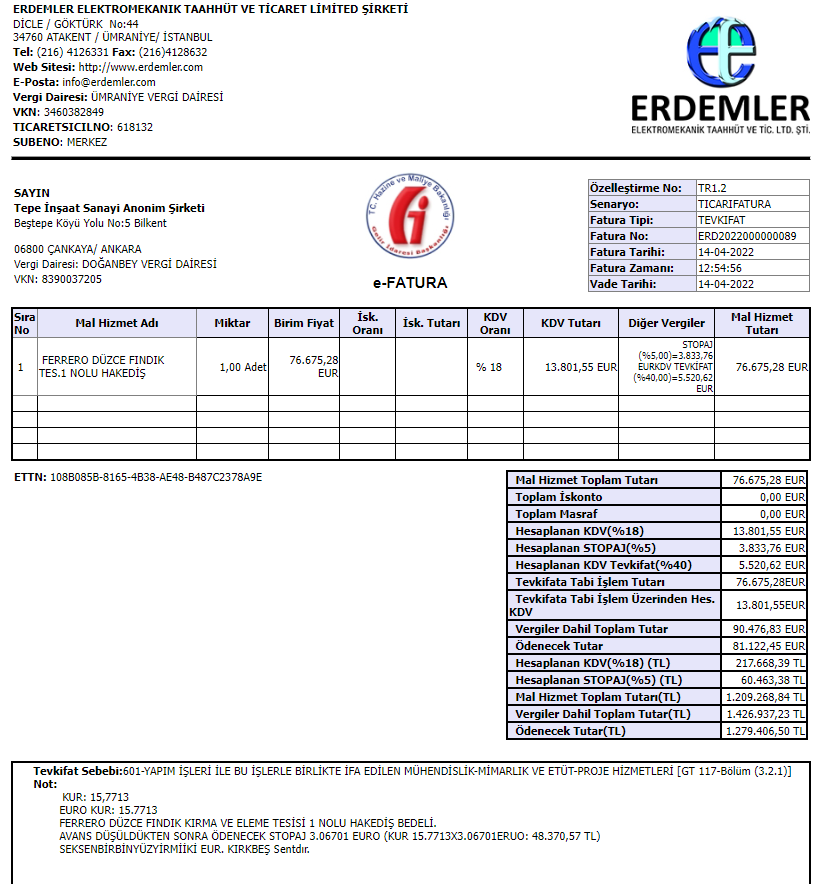 ERDEMLER ELEKTROMEKANIK TAAHHÜT VE TİCARET LİMİTED ŞİRKETİ
DİCLE / GÖKTÜRK No:44
34760 ATAKENT / ÜMRANİYE/ İSTANBUL
Tel: (216) 4126331 Fax: (216)4128632
Web Sitesi: http://www.erdemler.com
E-Posta: info@erdemler.com
Vergi Dairesi: ÜMRANİYE VERGİ DAİRESİ
VKN: 3460382849
TICARETSICILNO: 618132
SUBENO: MERKEZ
ERDEMLER
ELEKTROMEKANİK TAAHHÜT VE TİC. LTD. ŞTİ.
SAYIN
Tepe İnşaat Sanayi Anonim Şirketi
Beştepe Köyü Yolu No:5 Bilkent
06800 ÇANKAYA/ ANKARA
Vergi Dairesi: DOĞANBEY VERGİ DAİRESİ
VKN: 8390037205
T.C. Hazine ve Maliye Bakanlığı
Gelir İdaresi Başkanlığı
e-FATURA
Özelleştirme No: TR1.2
Senaryo: TICARIFATURA
Fatura Tipi: TEVKIFAT
Fatura No: ERD2022000000089
Fatura Tarihi: 14-04-2022
Fatura Zamanı: 12:54:56
Vade Tarihi: 14-04-2022
Sıra No Mal Hizmet Adı Miktar Birim Fiyat İsk. Oranı İsk. Tutarı KDV Oranı KDV Tutarı Diğer Vergiler Mal Hizmet Tutarı
1 FERRERO DÜZCE FINDIK TES.1 NOLU HAKEDİŞ 1,00 Adet 76.675,28 EUR % 18 13.801,55 EUR STOPAJ (%5,00)=3.833,76 EURKDV TEVKİFAT (%40,00)=5.520,62 EUR 76.675,28 EUR
ETTN: 108B085B-8165-4B38-AE48-B487C2378A9E
Mal Hizmet Toplam Tutarı 76.675,28 EUR
Toplam İskonto 0,00 EUR
Toplam Masraf 0,00 EUR
Hesaplanan KDV(%18) 13.801,55 EUR
Hesaplanan STOPAJ(%5) 3.833,76 EUR
Hesaplanan KDV Tevkifat(%40) 5.520,62 EUR
Tevkifata Tabi İşlem Tutarı 76.675,28EUR
Tevkifata Tabi İşlem Üzerinden Hes. KDV 13.801,55EUR
Vergiler Dahil Toplam Tutar 90.476,83 EUR
Ödenecek Tutar 81.122,45 EUR
Hesaplanan KDV(%18) (TL) 217.668,39 TL
Hesaplanan STOPAJ(%5) (TL) 60.463,38 TL
Mal Hizmet Toplam Tutarı(TL) 1.209.268,84 TL
Vergiler Dahil Toplam Tutar(TL) 1.426.937,23 TL
Ödenecek Tutar(TL) 1.279.406,50 TL
Tevkifat Sebebi:601-YAPIM İŞLERİ İLE BU İŞLERLE BİRLİKTE İFA EDİLEN MÜHENDİSLİK-MİMARLIK VE ETÜT-PROJE HİZMETLERİ [GT 117-Bölüm (3.2.1)]
Not:
KUR: 15,7713
EURO KUR: 15.7713
FERRERO DÜZCE FINDIK KIRMA VE ELEME TESİSİ 1 NOLU HAKEDİŞ BEDELİ.
AVANS DÜŞÜLDÜKTEN SONRA ÖDENECEK STOPAJ 3.06701 EURO (KUR 15.7713X3.06701ERUO: 48.370,57 TL)
SEKSENBİRBİNYÜZYİRMİİKİ EUR. KIRKBEŞ Sentdır.